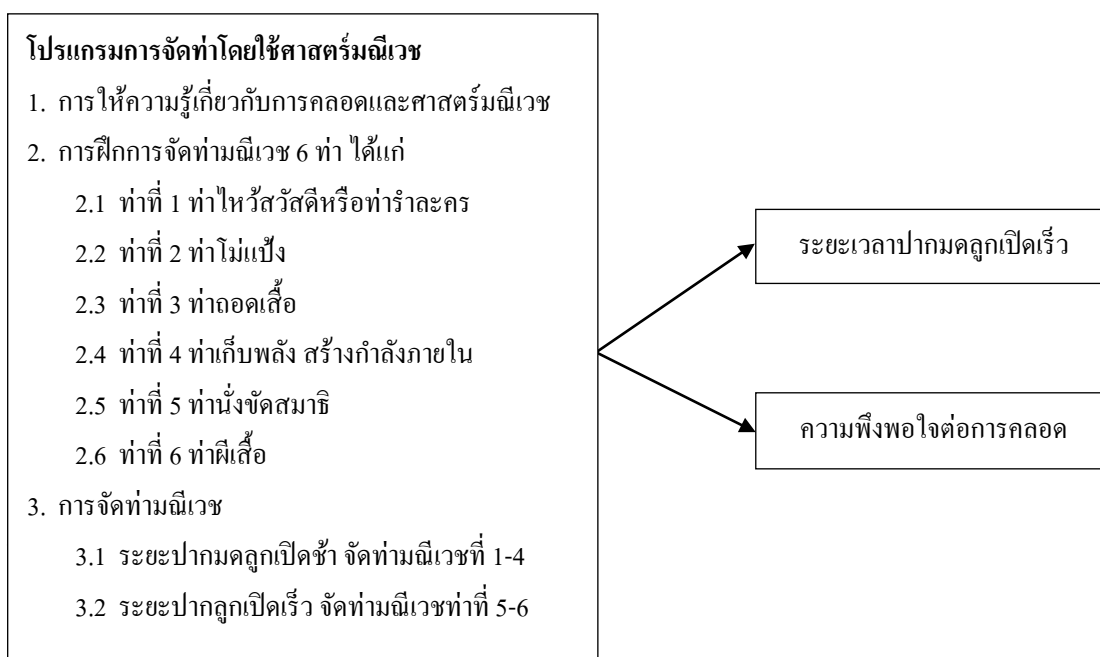 โปรแกรมการจัดท่าโดยใช้ศาสตร์มณีเวช
1. การให้ความรู้เกี่ยวกับการคลอดและศาสตร์มณีเวช
2. การฝึกการจัดท่ามณีเวช 6 ท่า ได้แก่
2.1 ท่าที่ 1 ท่าไหว้สวัสดีหรือท่ารำละคร
2.2 ท่าที่ 2 ท่าโม่แป้ง
2.3 ท่าที่ 3 ท่าถอดเสื้อ
2.4 ท่าที่ 4 ท่าเก็บพลัง สร้างกำลังภายใน
2.5 ท่าที่ 5 ท่านั่งขัดสมาธิ
2.6 ท่าที่ 6 ท่าผีเสื้อ
3. การจัดท่ามณีเวช
3.1 ระยะปากมดลูกเปิดช้า จัดท่ามณีเวชที่ 1-4
3.2 ระยะปากลูกเปิดเร็ว จัดท่ามณีเวชท่าที่ 5-6
ระยะเวลาปากมดลูกเปิดเร็ว
ความพึงพอใจต่อการคลอด